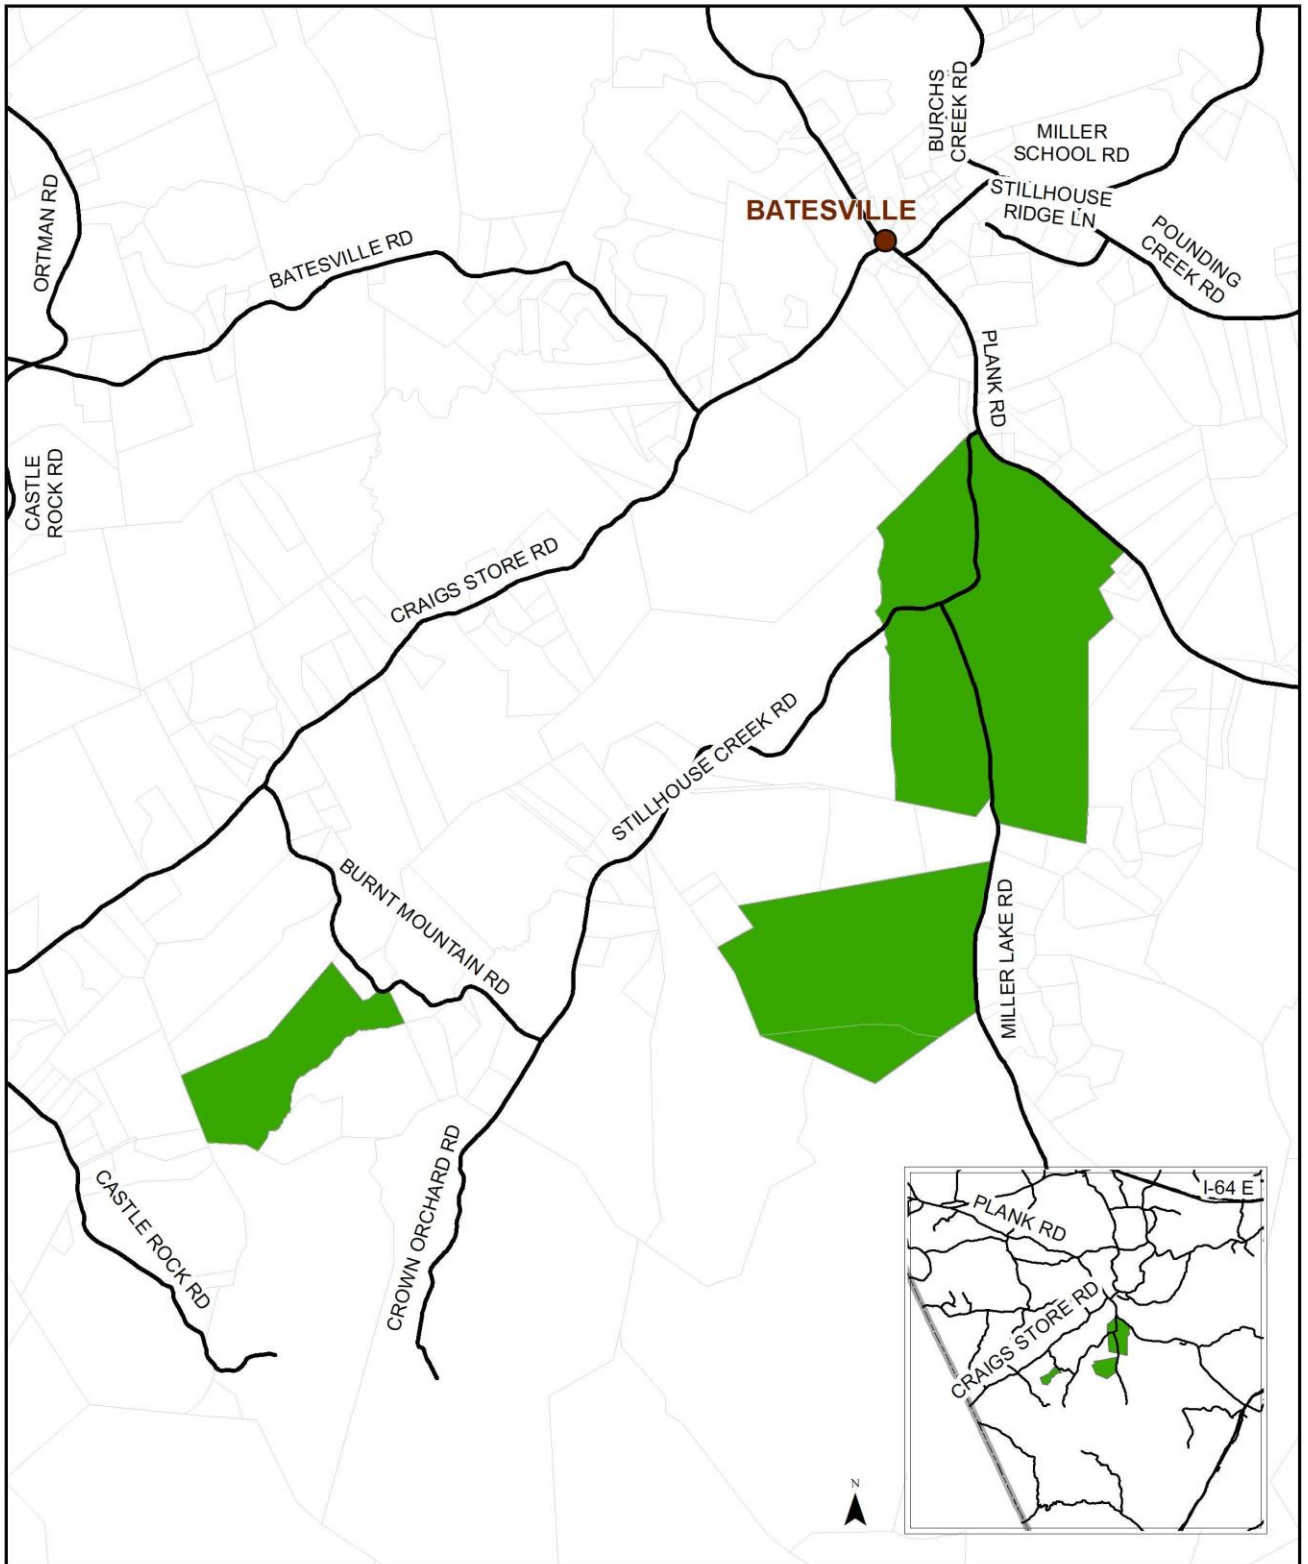 BURCHS
CREEK RD
MILLER
SCHOOL RD
ORTMAN RD
STILLHOUSE
RIDGE LN
BATESVILLE
POUNDING
CREEK RD
BATESVILLE RD
PLANK RD
CASTLE
ROCK RD
CRAIGS STORE RD
STILLHOUSE CREEK RD
BURNT MOUNTAIN RD
MILLER LAKE RD
CROWN ORCHARD RD
CASTLE ROCK RD
I-64 E
PLANK RD
CRAIGS STORE RD
N